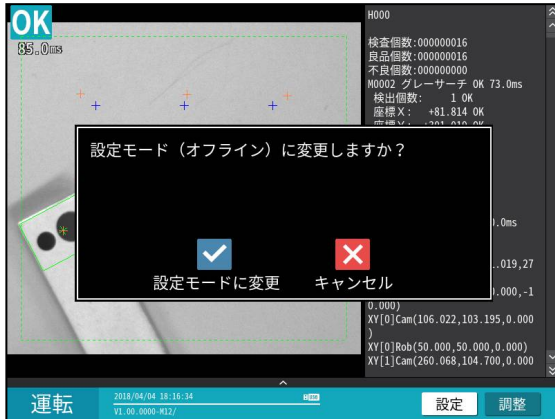 OK
85.0ms
H000
検査個数:000000016
良品個数:000000016
不良個数:000000000
M0002 グレーサーチ OK 73.0ms
検出個数: 1 OK
座標X: +81.814 OK
設定モード(オフライン)に変更しますか?
設定モードに変更
キャンセル
.0ms
.019,27
.000,-1
0.000)
XY[0]Cam(106.022,103.195,0.000
)
XY[0]Rob(50.000,50.000,0.000)
XY[1]Cam(260.068,104.700,0.000
運転
2018/04/04 18:16:34
V1.00.0000-M12/
設定
調整